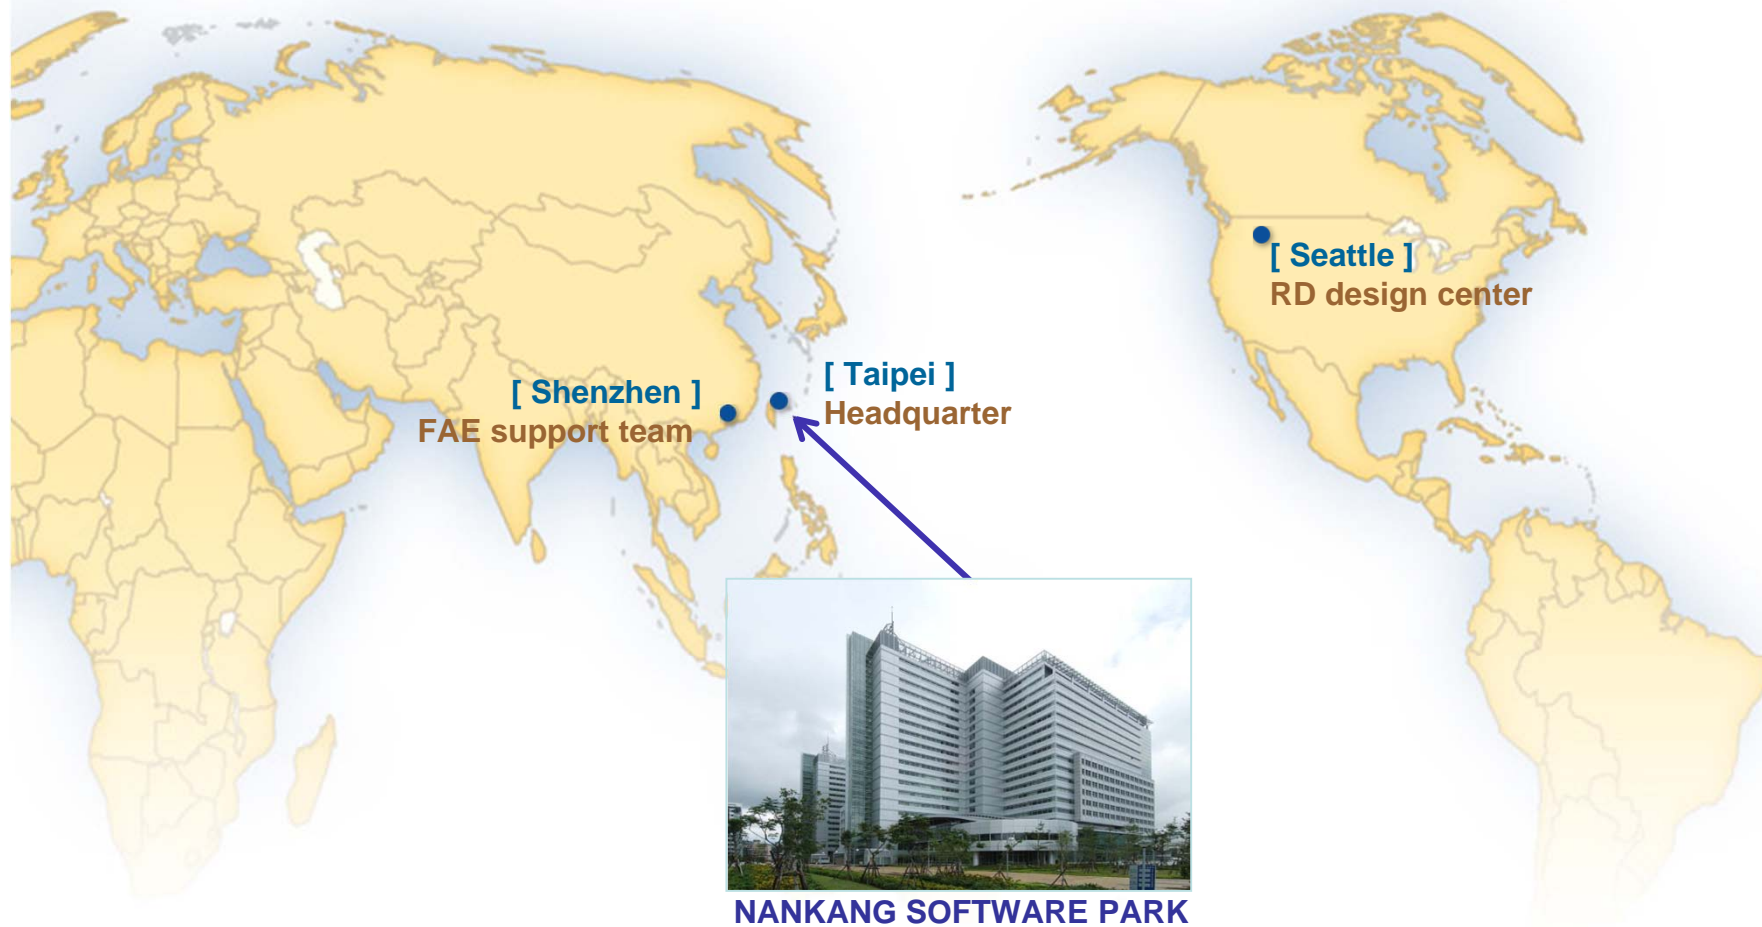 [ Seattle ]
RD design center
[ Taipei ]
Headquarter
[ Shenzhen ]
FAE support team
NANKANG SOFTWARE PARK